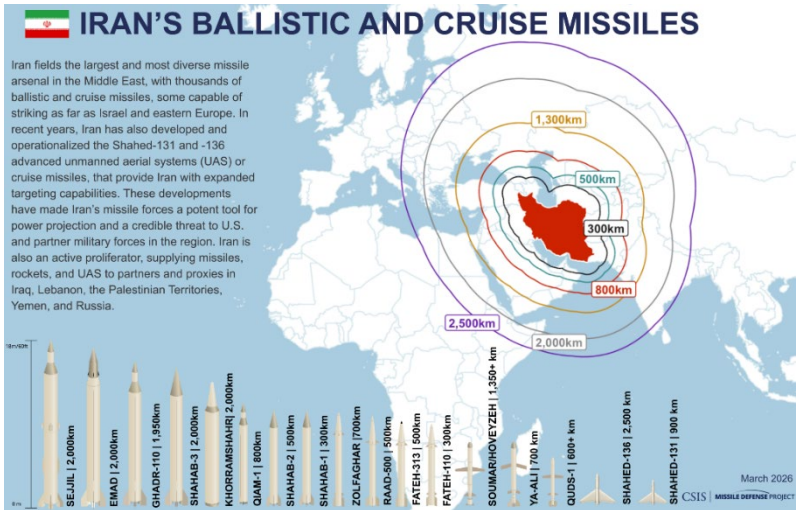 IRAN'S BALLISTIC AND CRUISE MISSILES
Iran fields the largest and most diverse missile
arsenal in the Middle East, with thousands of
ballistic and cruise missiles, some capable of
striking as far as Israel and eastern Europe. In
recent years, Iran has also developed and
operationalized the Shahed-131 and -136
advanced unmanned aerial systems (UAS) or
cruise missiles, that provide Iran with expanded
targeting capabilities. These developments
have made Iran's missile forces a potent tool for
power projection and a credible threat to U.S.
and partner military forces in the region. Iran is
also an active proliferator, supplying missiles,
rockets, and UAS to partners and proxies in
Iraq, Lebanon, the Palestinian Territories,
Yemen, and Russia.
1,300km
500km
300km
800km
2,500km
2,000km
0 m
SEJJIL | 2,000km
EMAD | 2,000km
GHADR-110 | 1,950km
SHAHAB-3 | 2,000km
KHORRAMSHAHR| 2,000km
QIAM-1 | 800km
SHAHAB-2 | 500km
SHAHAB-1 | 300km
ZOLFAGHAR |700km
RAAD-500 | 500km
FATEH-313 | 500km
FATEH-110 | 300km
SOUMAR/HOVEYZEH | 1,350+ km
YA-ALI | 700 km
QUDS-1 | 600+ km
SHAHED-136 | 2,500 km
SHAHED-131 | 900 km
March 2026
CSIS | MISSILE DEFENSE PROJECT